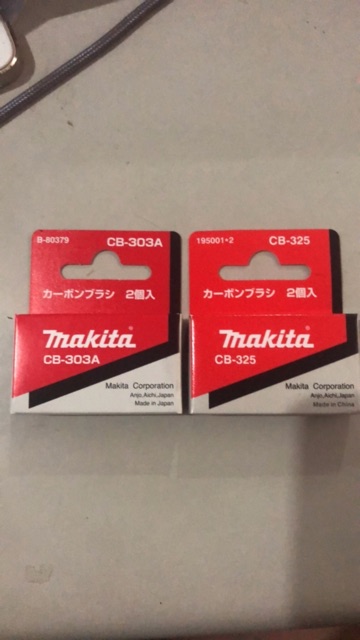 B-80379 CB-303A
カーボンブラシ 2個入
makita
CB-303A
Makita Corporation
Anjo,Aichi,Japan
Made in Japan
195001-2 CB-325
カーボンブラシ 2個入
makita
CB-325
Makita Corporation
Anjo,Aichi,Japan
Made in China